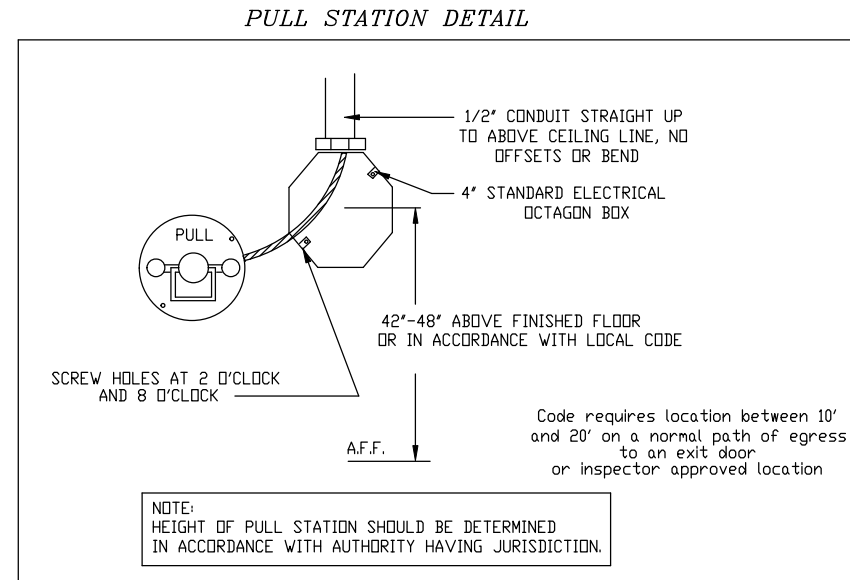 PULL STATION DETAIL
1/2" CONDUIT STRAIGHT UP
TO ABOVE CEILING LINE, NO
OFFSETS OR BEND
4" STANDARD ELECTRICAL
OCTAGON BOX
PULL
42"-48" ABOVE FINISHED FLOOR
OR IN ACCORDANCE WITH LOCAL CODE
SCREW HOLES AT 2 O'CLOCK
AND 8 O'CLOCK
Code requires location between 10'
and 20' on a normal path of egress
to an exit door
or inspector approved location
A.F.F.
NOTE:
HEIGHT OF PULL STATION SHOULD BE DETERMINED
IN ACCORDANCE WITH AUTHORITY HAVING JURISDICTION.